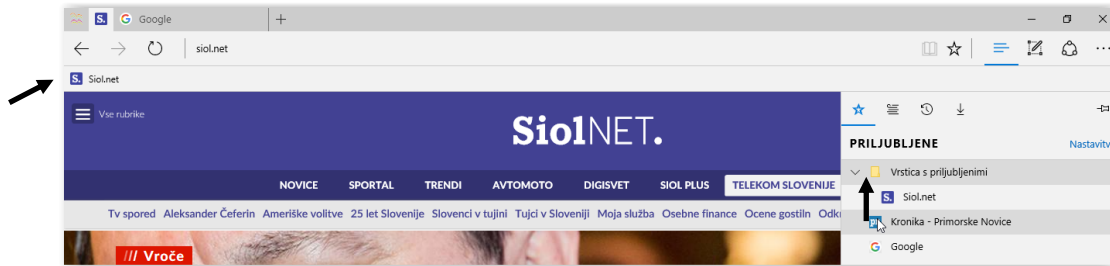 S. G Google
siol.net
S. Siol.net
Vse rubrike
SiolNET.
PRILJUBLJENE Nastavitv
Vrstica s priljubljenimi
NOVICE SPORTAL TRENDI AVTOMOTO DIGISVET SIOL PLUS TELEKOM SLOVENIJE
S. Siol.net
Tv spored Aleksander Čeferin Ameriške volitve 25 let Slovenije Slovenci v tujini Tujci v Sloveniji Moja služba Osebne finance Ocene gostiln
Kronika - Primorske Novice
G Google
/// Vroče